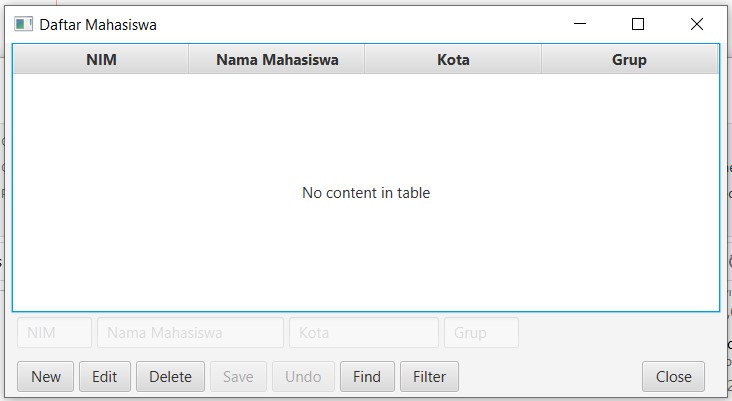 Daftar Mahasiswa
NIM Nama Mahasiswa Kota Grup
No content in table
NIM Nama Mahasiswa Kota Grup
New Edit Delete Save Undo Find Filter Close